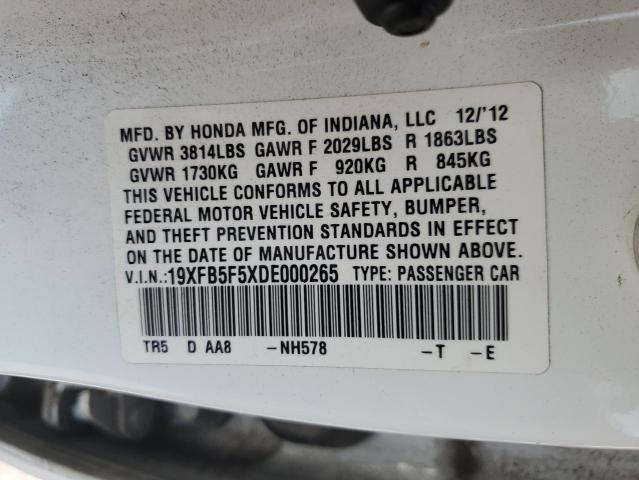 MFD. BY HONDA MFG. OF INDIANA, LLC 12/'12
GVWR 3814LBS GAWR F 2029LBS R 1863LBS
GVWR 1730KG GAWR F 920KG R 845KG
THIS VEHICLE CONFORMS TO ALL APPLICABLE
FEDERAL MOTOR VEHICLE SAFETY, BUMPER,
AND THEFT PREVENTION STANDARDS IN EFFECT
ON THE DATE OF MANUFACTURE SHOWN ABOVE.
V.I.N.:19XFB5F5XDE000265 TYPE: PASSENGER CAR
TR5 D AA8 -NH578 -T -E